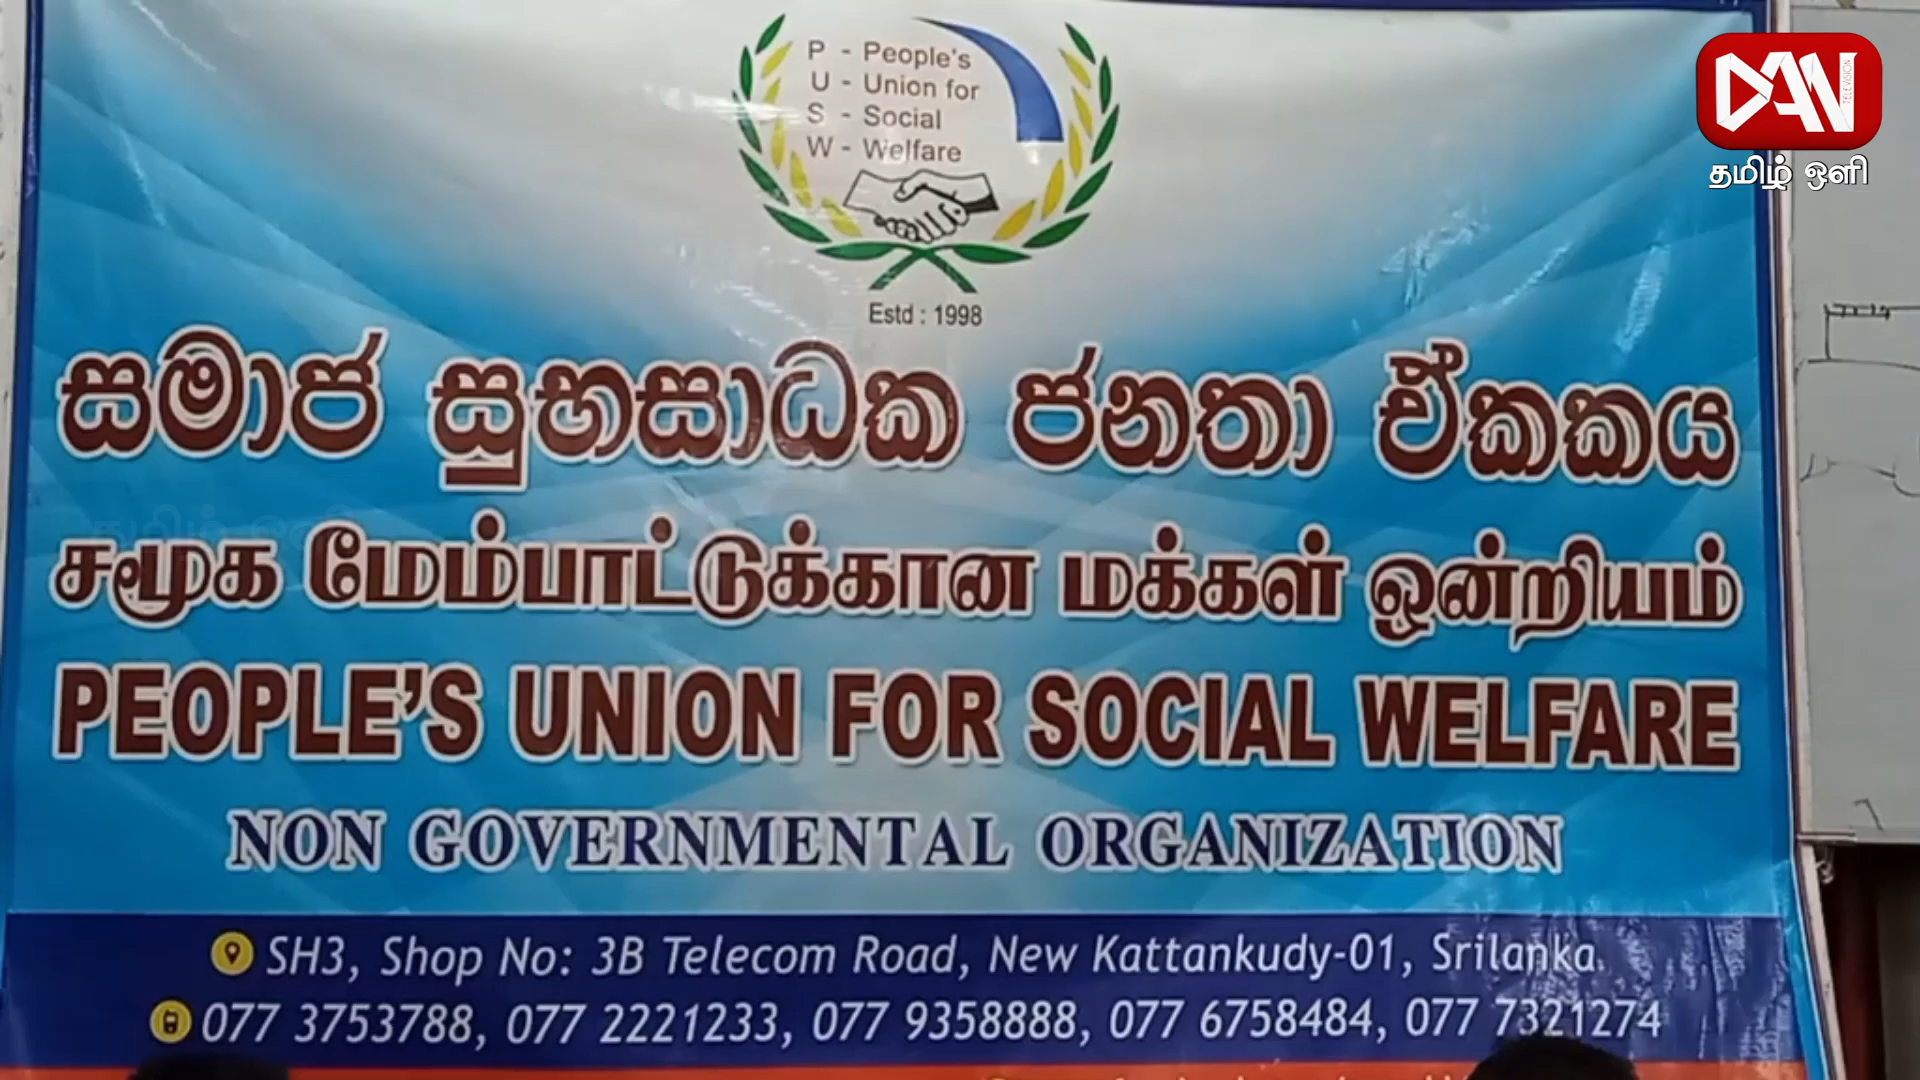 P - People's
U - Union for
S - Social
W - Welfare
Estd : 1998
DAN
TELEVISION
தமிழ் ஒளி
සමාජ සුභසාධක ජනතා ඒකකය
சமூக மேம்பாட்டுக்கான மக்கள் ஒன்றியம்
PEOPLE'S UNION FOR SOCIAL WELFARE
NON GOVERNMENTAL ORGANIZATION
SH3, Shop No: 3B Telecom Road, New Kattankudy-01, Srilanka.
077 3753788, 077 2221233, 077 9358888, 077 6758484, 077 7321274